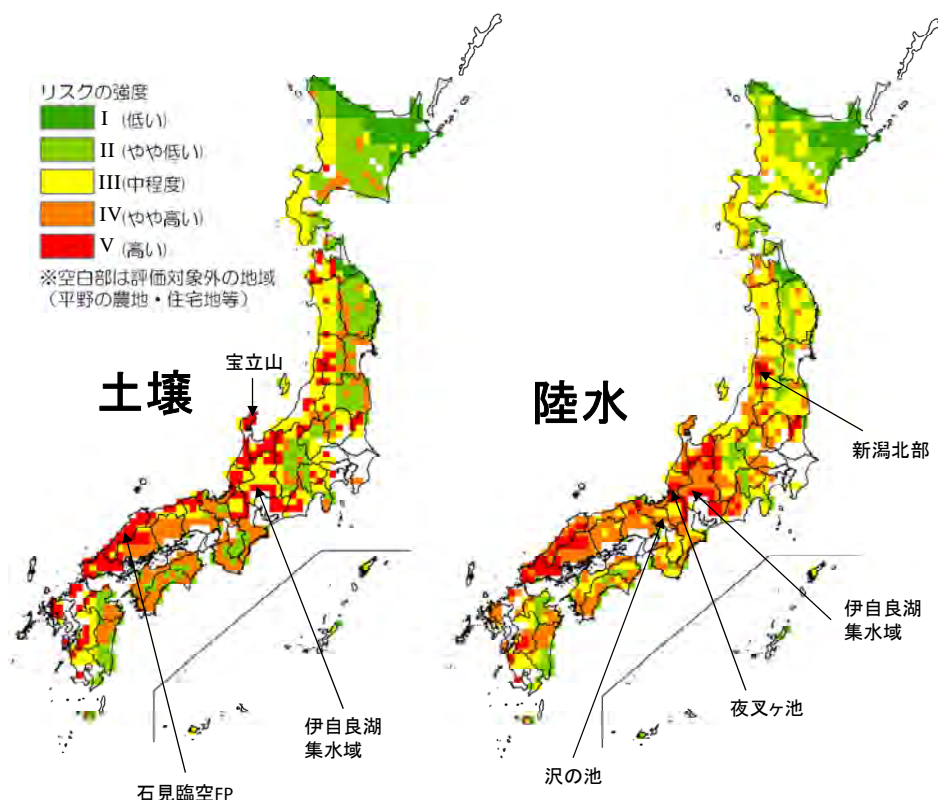 リスクの強度
I (低い)
II (やや低い)
III(中程度)
IV(やや高い)
V (高い)
※空白部は評価対象外の地域
（平野の農地・住宅地等）
土壌
宝立山
伊自良湖
集水域
石見臨空FP
陸水
新潟北部
伊自良湖
集水域
夜叉ヶ池
沢の池